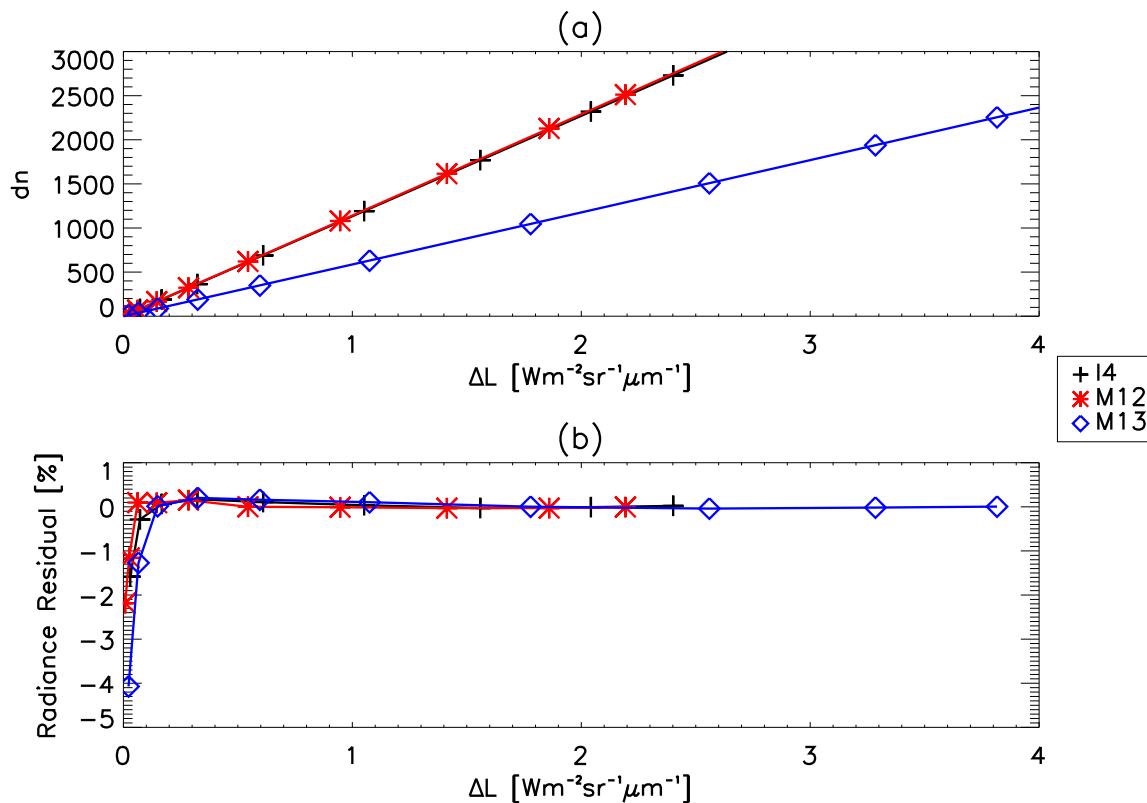 (a)
3000
2500
2000
1500
1000
500
0
dn
0 1 2 3 4
ΔL [Wm⁻²sr⁻¹μm⁻¹]
I4
M12
M13
(b)
1
0
−1
−2
−3
−4
−5
Radiance Residual [%]
0 1 2 3 4
ΔL [Wm⁻²sr⁻¹μm⁻¹]